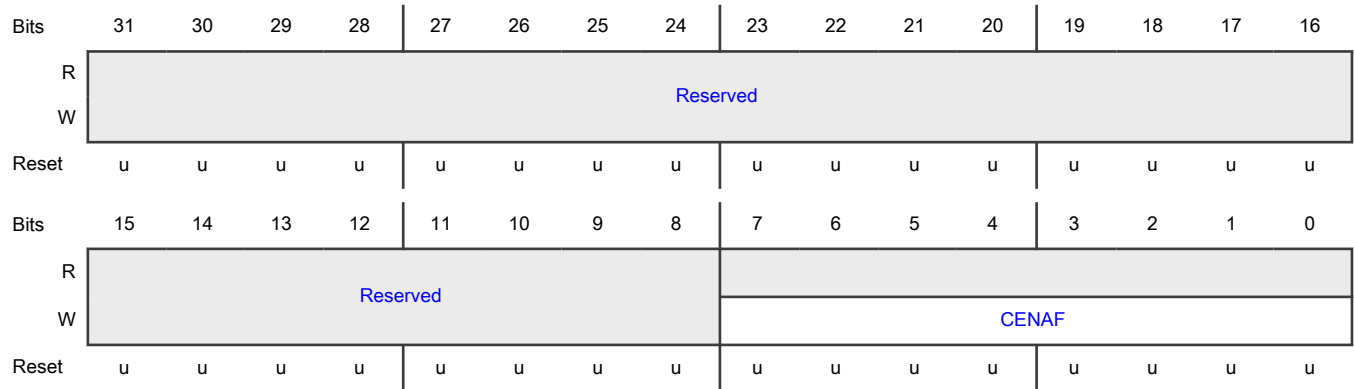 Bits 31 30 29 28 27 26 25 24 23 22 21 20 19 18 17 16
R
Reserved
W
Reset u u u u u u u u u u u u u u u u
Bits 15 14 13 12 11 10 9 8 7 6 5 4 3 2 1 0
R
Reserved
W CENAF
Reset u u u u u u u u u u u u u u u u